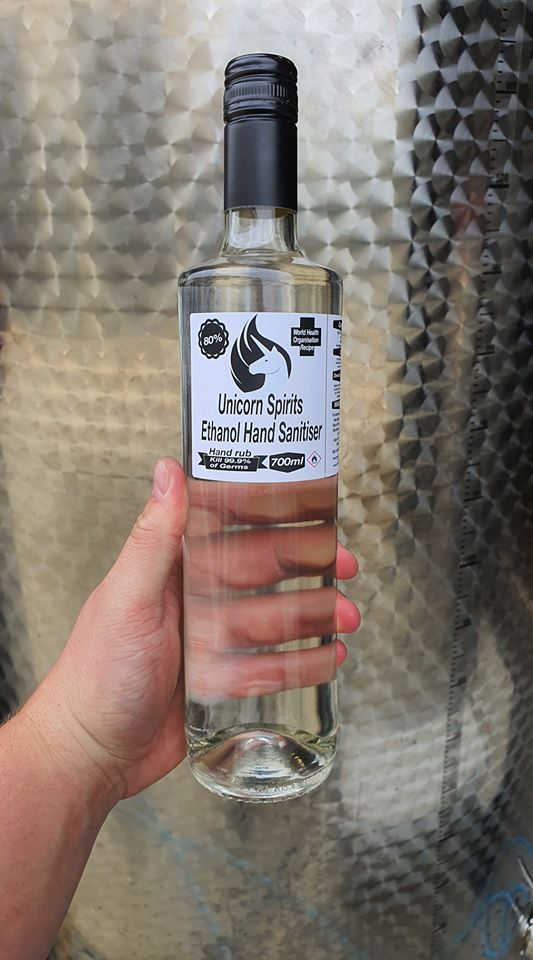 80%
World Health
Organisation
Recipe
Unicorn Spirits
Ethanol Hand Sanitiser
Hand rub
Kill 99.9%
of Germs
700ml